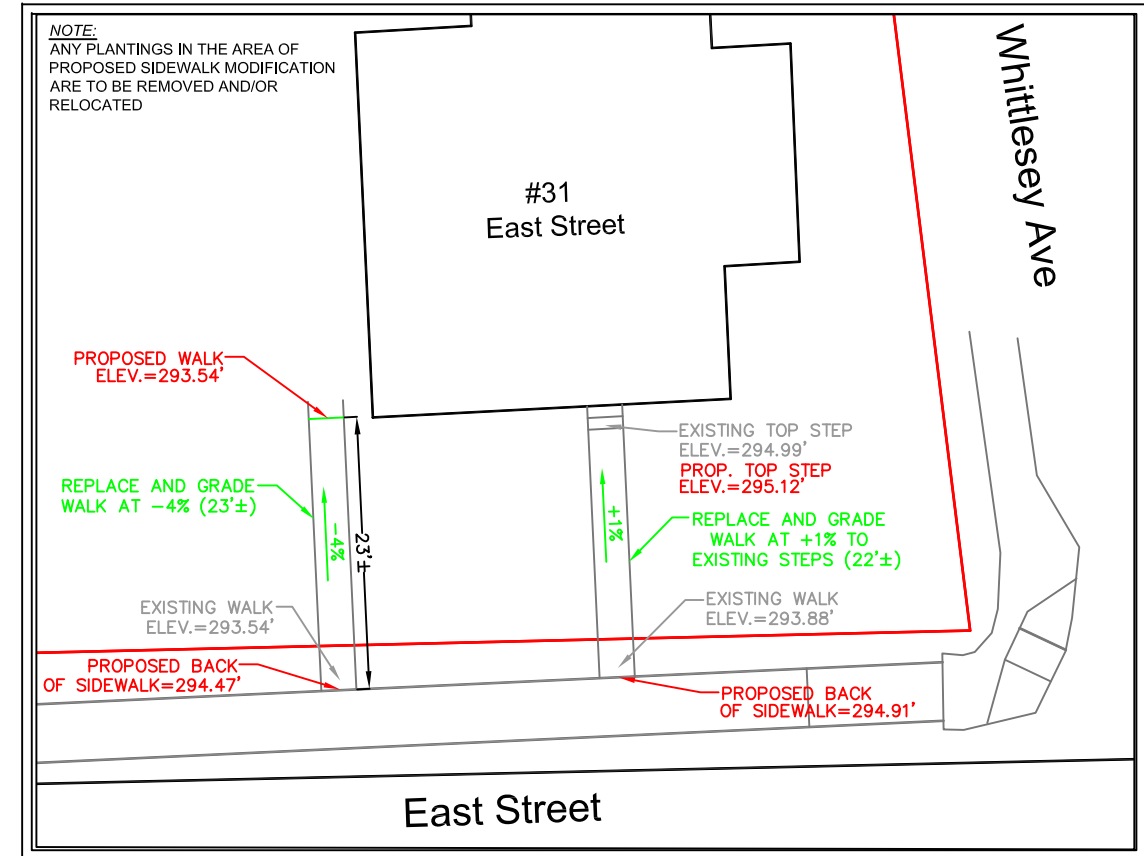 NOTE:
ANY PLANTINGS IN THE AREA OF
PROPOSED SIDEWALK MODIFICATION
ARE TO BE REMOVED AND/OR
RELOCATED
Whittlesey Ave
#31
East Street
PROPOSED WALK
ELEV.=293.54'
EXISTING TOP STEP
ELEV.=294.99'
PROP. TOP STEP
ELEV.=295.12'
REPLACE AND GRADE
WALK AT −4% (23'±)
−4%
23'±
+1%
REPLACE AND GRADE
WALK AT +1% TO
EXISTING STEPS (22'±)
EXISTING WALK
ELEV.=293.54'
EXISTING WALK
ELEV.=293.88'
PROPOSED BACK
OF SIDEWALK=294.47'
PROPOSED BACK
OF SIDEWALK=294.91'
East Street